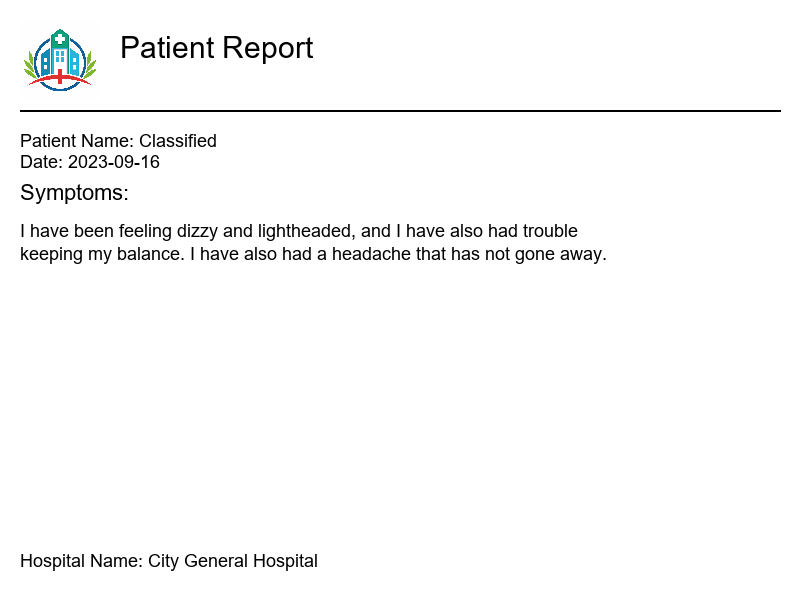 Patient Report
Patient Name: Classified
Date: 2023-09-16
Symptoms:
I have been feeling dizzy and lightheaded, and I have also had trouble
keeping my balance. I have also had a headache that has not gone away.
Hospital Name: City General Hospital